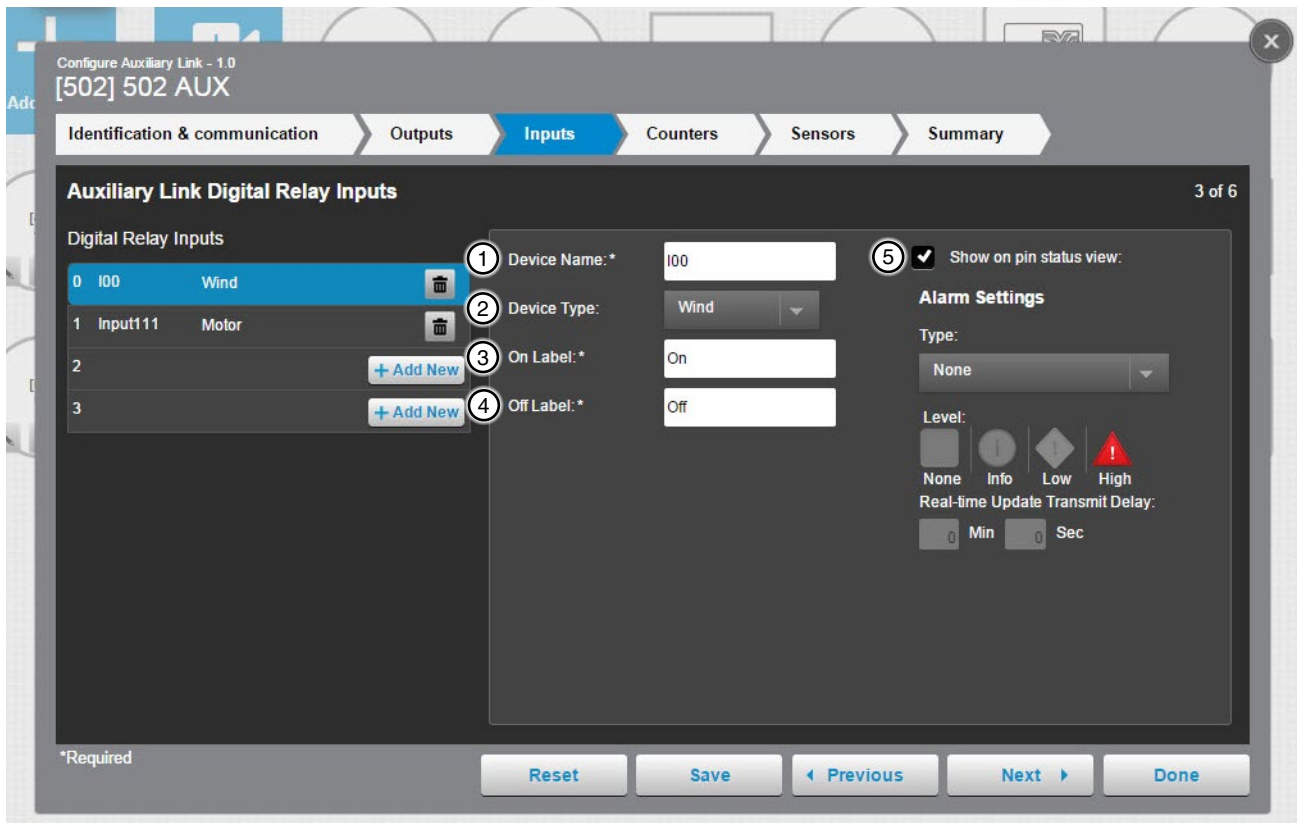 Add
Configure Auxiliary Link - 1.0
[502] 502 AUX
x
Identification & communication
Outputs
Inputs
Counters
Sensors
Summary
Auxiliary Link Digital Relay Inputs
3 of 6
Digital Relay Inputs
0 I00 Wind
1 Input111 Motor
2 + Add New
3 + Add New
1 Device Name:* I00
2 Device Type: Wind
3 On Label:* On
4 Off Label:* Off
5 Show on pin status view:
Alarm Settings
Type:
None
Level:
None Info Low High
Real-time Update Transmit Delay:
0 Min 0 Sec
*Required
Reset
Save
Previous
Next
Done